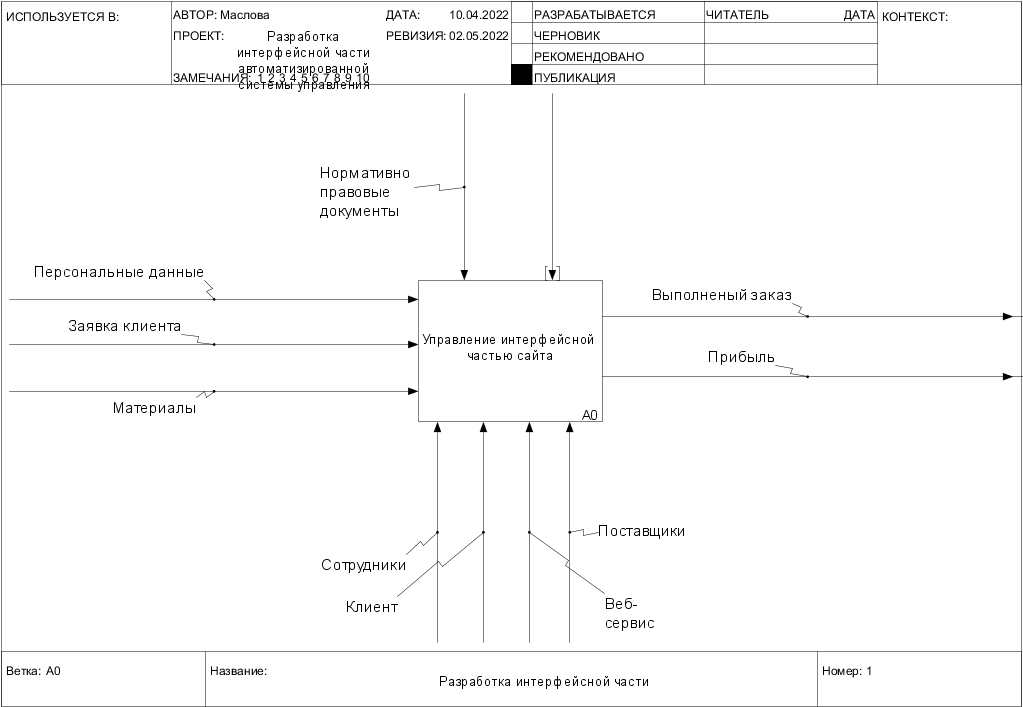 ИСПОЛЬЗУЕТСЯ В:
АВТОР: Маслова
ДАТА: 10.04.2022
ПРОЕКТ: Разработка
интерфейсной части
автоматизированной
системы управления
РЕВИЗИЯ: 02.05.2022
ЗАМЕЧАНИЯ: 1 2 3 4 5 6 7 8 9 10
РАЗРАБАТЫВАЕТСЯ
ЧЕРНОВИК
РЕКОМЕНДОВАНО
ПУБЛИКАЦИЯ
ЧИТАТЕЛЬ ДАТА
КОНТЕКСТ:
Нормативно
правовые
документы
Персональные данные
Заявка клиента
Материалы
Управление интерфейсной
частью сайта
A0
Выполненый заказ
Прибыль
Поставщики
Сотрудники
Клиент
Веб-
сервис
Ветка: A0
Название:
Разработка интерфейсной части
Номер: 1